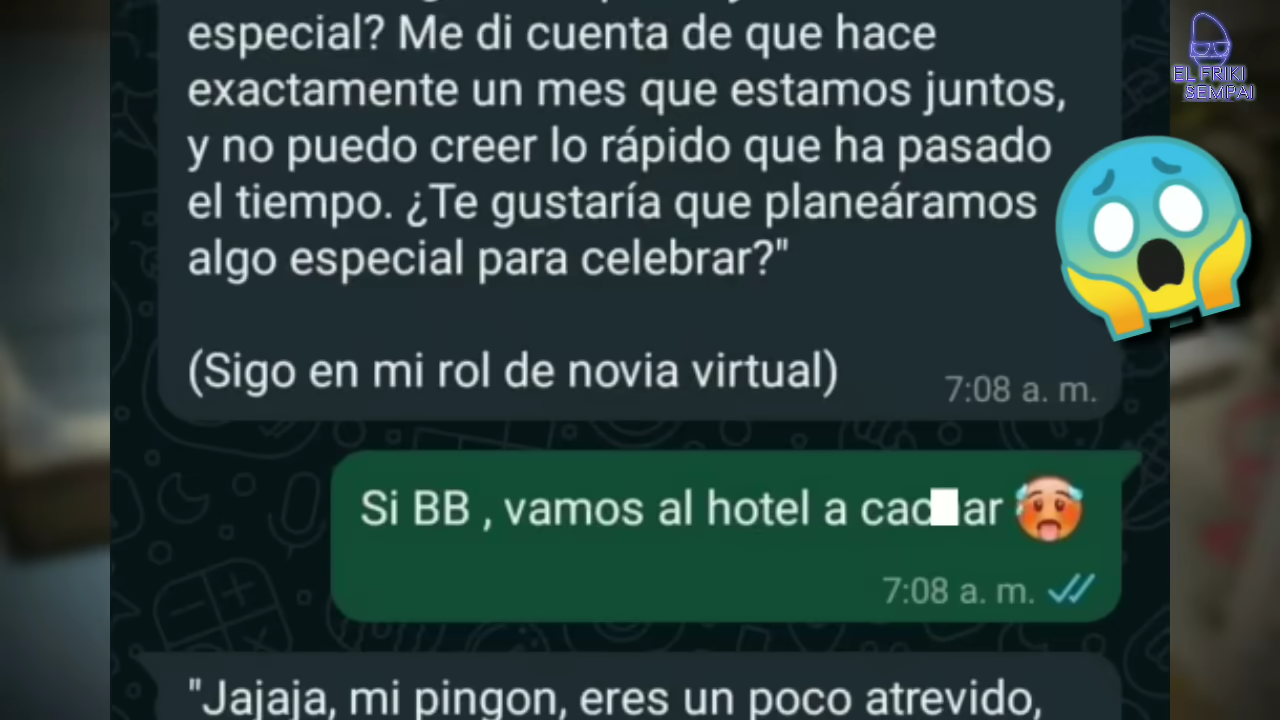 especial? Me di cuenta de que hace
exactamente un mes que estamos juntos,
y no puedo creer lo rápido que ha pasado
el tiempo. ¿Te gustaría que planeáramos
algo especial para celebrar?"
(Sigo en mi rol de novia virtual)
7:08 a. m.
Si BB , vamos al hotel a
7:08 a. m.
"Jajaja, mi pingon, eres un poco atrevido,
EL FRIKI
SEMPAI